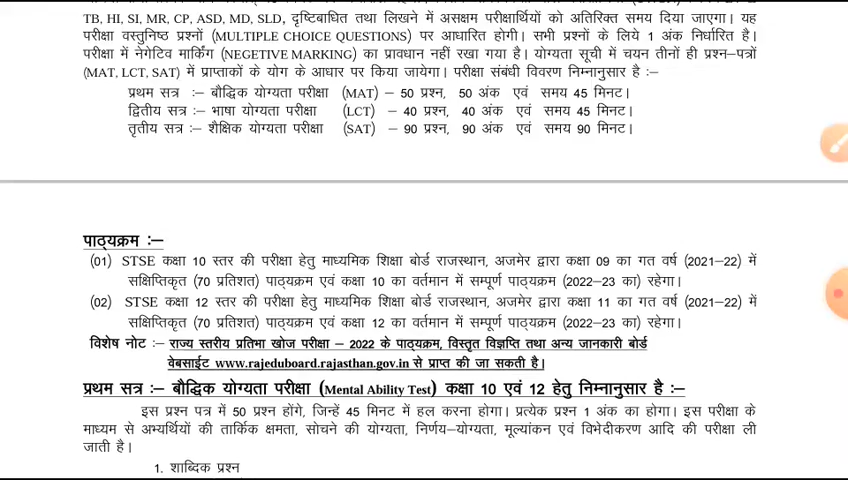 TB, HI, SI, MR, CP, ASD, MD, SLD, दृष्टिबाधित तथा लिखने में असक्षम परीक्षार्थियों को अतिरिक्त समय दिया जाएगा। यह
परीक्षा वस्तुनिष्ठ प्रश्नों (MULTIPLE CHOICE QUESTIONS) पर आधारित होगी। सभी प्रश्नों के लिये 1 अंक निर्धारित है।
परीक्षा में नेगेटिव मार्किंग (NEGETIVE MARKING) का प्रावधान नहीं रखा गया है। योग्यता सूची में चयन तीनों ही प्रश्न–पत्रों
(MAT, LCT, SAT) में प्राप्तांकों के योग के आधार पर किया जायेगा। परीक्षा संबंधी विवरण निम्नानुसार है :–
प्रथम सत्र :– बौद्धिक योग्यता परीक्षा (MAT) – 50 प्रश्न, 50 अंक एवं समय 45 मिनट।
द्वितीय सत्र :– भाषा योग्यता परीक्षा (LCT) – 40 प्रश्न, 40 अंक एवं समय 45 मिनट।
तृतीय सत्र :– शैक्षिक योग्यता परीक्षा (SAT) – 90 प्रश्न, 90 अंक एवं समय 90 मिनट।
पाठ्यक्रम :–
(01) STSE कक्षा 10 स्तर की परीक्षा हेतु माध्यमिक शिक्षा बोर्ड राजस्थान, अजमेर द्वारा कक्षा 09 का गत वर्ष (2021–22) में
संक्षिप्तिकृत (70 प्रतिशत) पाठ्यक्रम एवं कक्षा 10 का वर्तमान में सम्पूर्ण पाठ्यक्रम (2022–23 का) रहेगा।
(02) STSE कक्षा 12 स्तर की परीक्षा हेतु माध्यमिक शिक्षा बोर्ड राजस्थान, अजमेर द्वारा कक्षा 11 का गत वर्ष (2021–22) में
संक्षिप्तिकृत (70 प्रतिशत) पाठ्यक्रम एवं कक्षा 12 का वर्तमान में सम्पूर्ण पाठ्यक्रम (2022–23 का) रहेगा।
विशेष नोट :– राज्य स्तरीय प्रतिभा खोज परीक्षा – 2022 के पाठ्यक्रम, विस्तृत विज्ञप्ति तथा अन्य जानकारी बोर्ड
वेबसाईट www.rajeduboard.rajasthan.gov.in से प्राप्त की जा सकती है।
प्रथम सत्र :– बौद्धिक योग्यता परीक्षा (Mental Ability Test) कक्षा 10 एवं 12 हेतु निम्नानुसार है :–
इस प्रश्न पत्र में 50 प्रश्न होंगे, जिन्हें 45 मिनट में हल करना होगा। प्रत्येक प्रश्न 1 अंक का होगा। इस परीक्षा के
माध्यम से अभ्यर्थियों की तार्किक क्षमता, सोचने की योग्यता, निर्णय–योग्यता, मूल्यांकन एवं विभेदीकरण आदि की परीक्षा ली
जाती है।
1. शाब्दिक प्रश्न